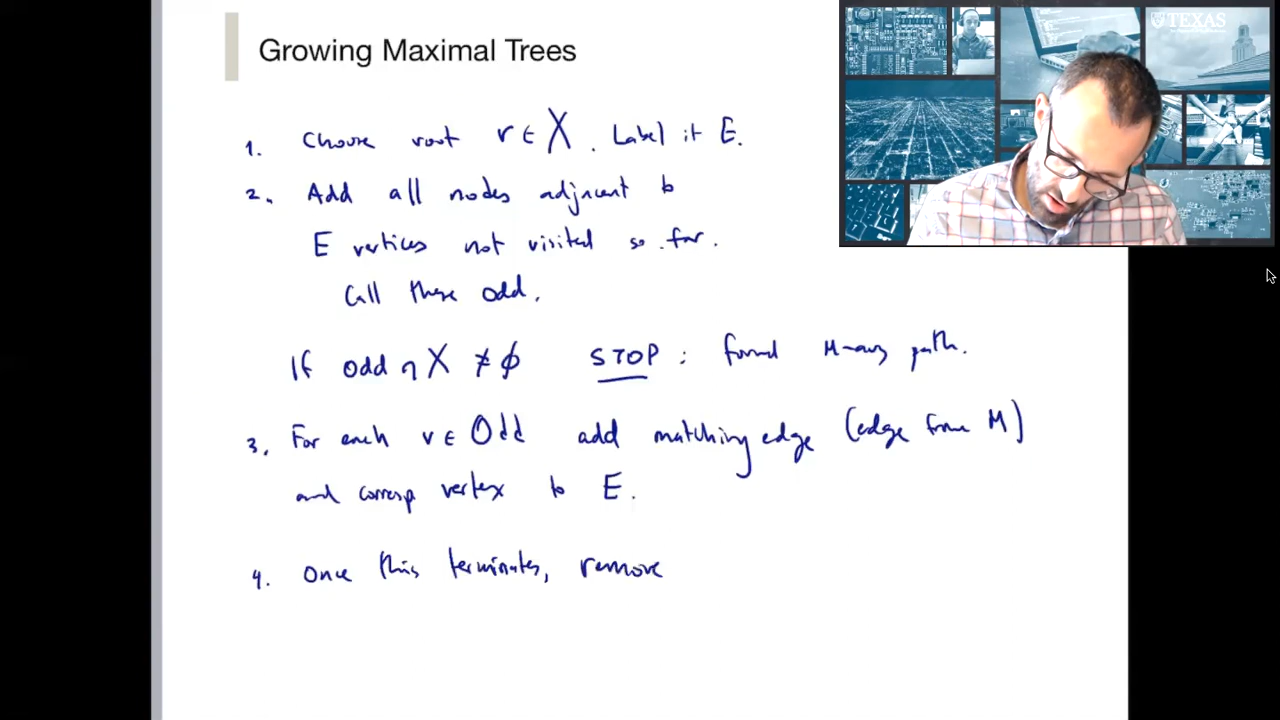 Growing Maximal Trees
TEXAS
1. Choose root r ∈ X. Label it E.
2. Add all nodes adjacent to
E vertices not visited so far.
Call these odd.
If odd ∩ X ≠ ∅ STOP: found M-aug path.
3. For each v ∈ Odd add matching edge (edge from M)
and corresp vertex to E.
4. Once this terminates, remove